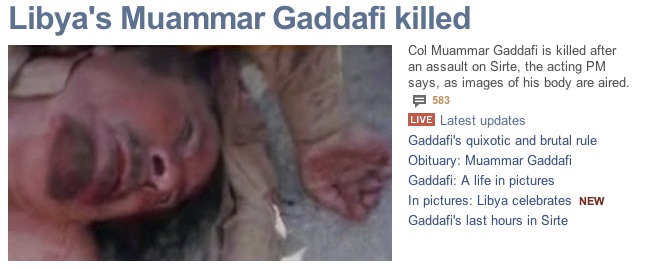 Libya's Muammar Gaddafi killed
Col Muammar Gaddafi is killed after
an assault on Sirte, the acting PM
says, as images of his body are aired.
583
LIVE Latest updates
Gaddafi's quixotic and brutal rule
Obituary: Muammar Gaddafi
Gaddafi: A life in pictures
In pictures: Libya celebrates NEW
Gaddafi's last hours in Sirte